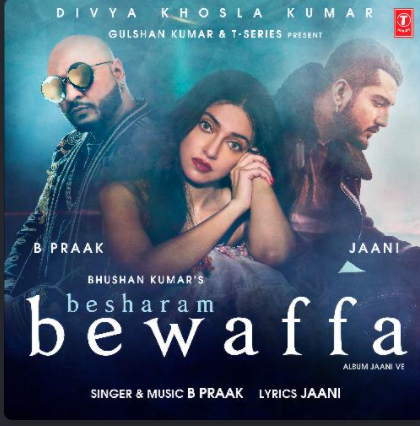 DIVYA KHOSLA KUMAR
GULSHAN KUMAR & T-SERIES PRESENT
T
B PRAAK
JAANI
BHUSHAN KUMAR'S
besharam
bewaffa
ALBUM JAANI VE
SINGER & MUSIC B PRAAK LYRICS JAANI